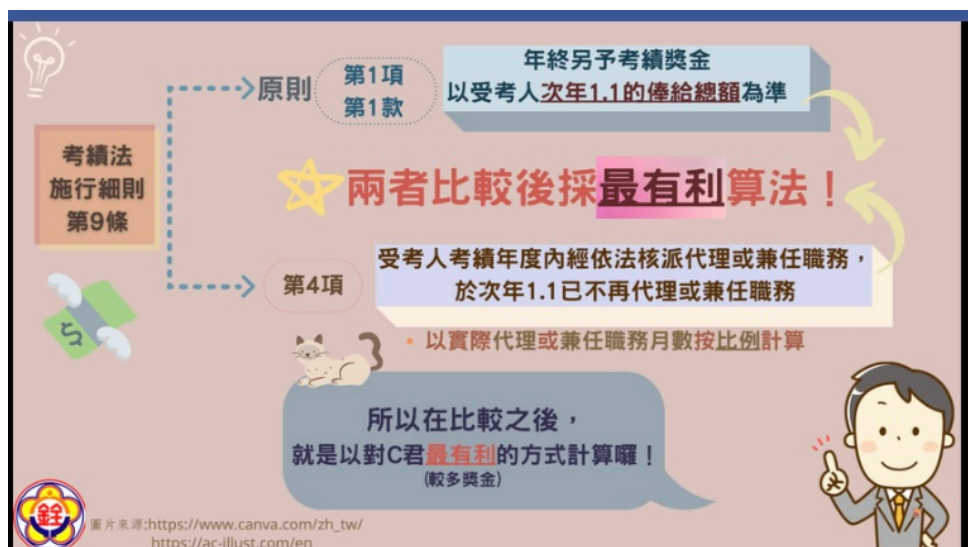 考績法
施行細則
第9條
原則
第1項
第1款
年終另予考績獎金
以受考人次年1.1的俸給總額為準
兩者比較後採最有利算法！
第4項
受考人考績年度內經依法核派代理或兼任職務，
於次年1.1已不再代理或兼任職務
• 以實際代理或兼任職務月數按比例計算
所以在比較之後，
就是以對C君最有利的方式計算囉！
(較多獎金)
銓
圖片來源:https://www.canva.com/zh_tw/
https://ac-illust.com/en